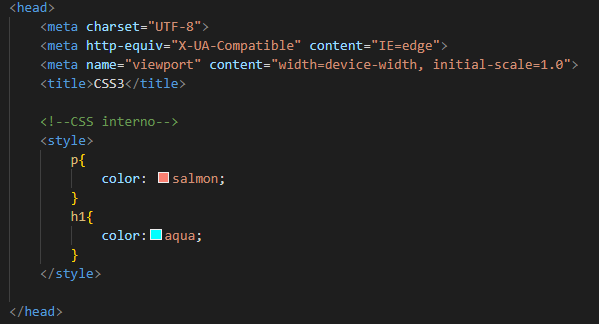 <head>
    <meta charset="UTF-8">
    <meta http-equiv="X-UA-Compatible" content="IE=edge">
    <meta name="viewport" content="width=device-width, initial-scale=1.0">
    <title>CSS3</title>

    <!--CSS interno-->
    <style>
        p{
            color: salmon;
        }
        h1{
            color:aqua;
        }
    </style>

</head>